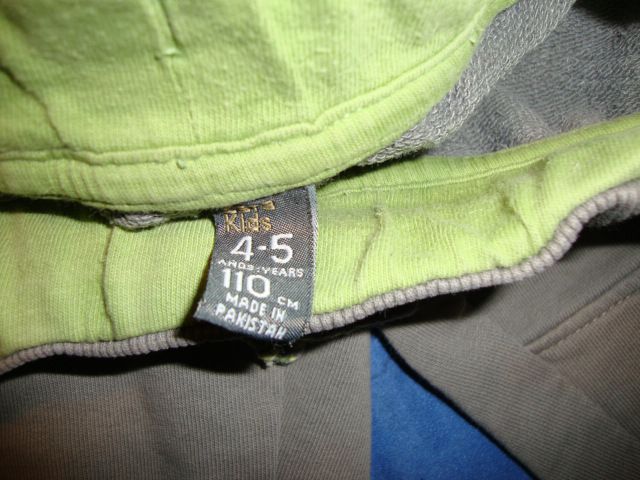 Kids
4-5
AÑOS-YEARS
110 CM
MADE IN
PAKISTAN